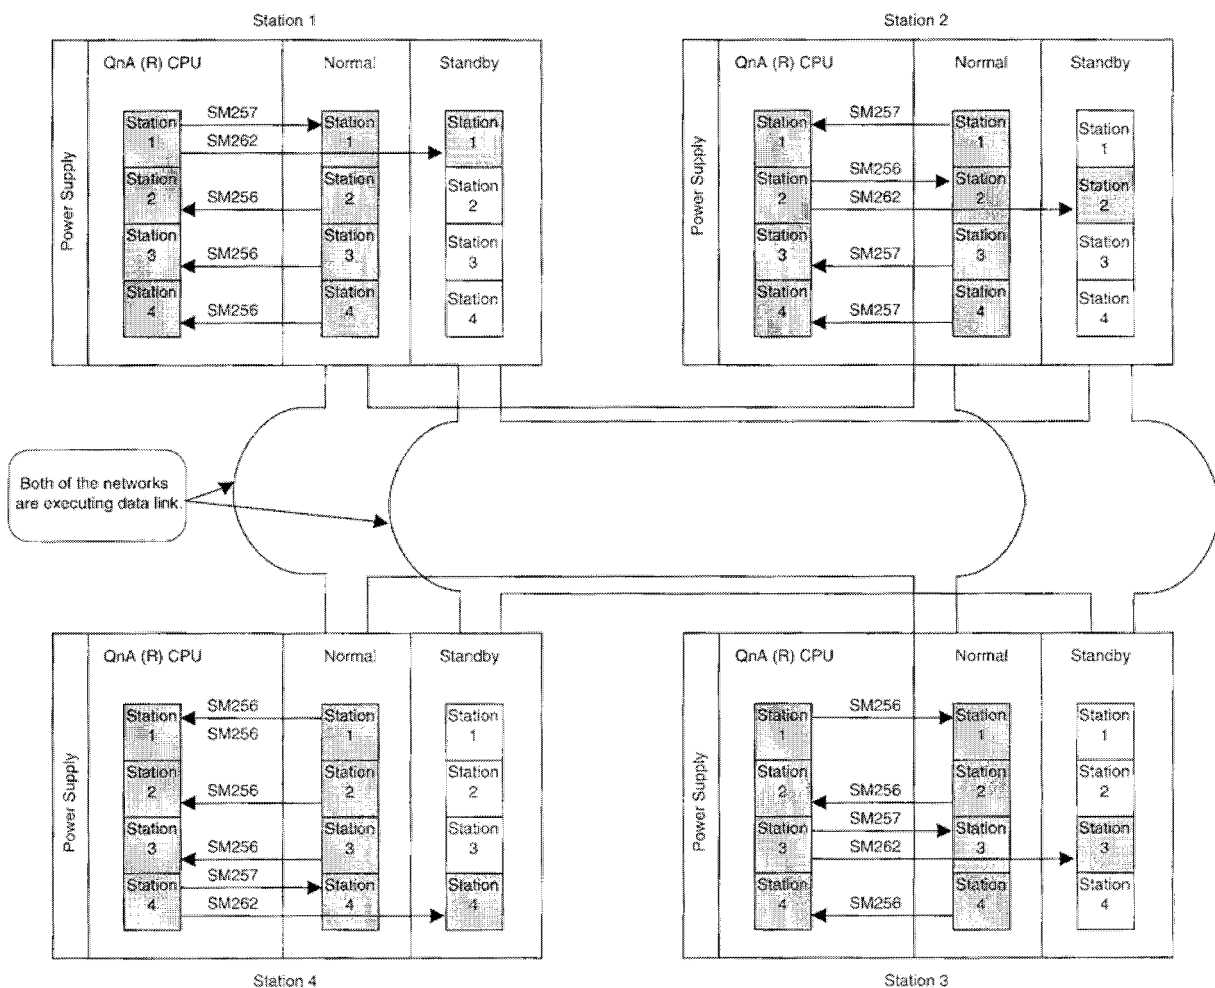 Station 1
Power Supply
QnA (R) CPU
Normal
Standby
Station
1
SM257
Station
1
Station
1
SM262
Station
2
SM256
Station
2
Station
2
Station
3
SM256
Station
3
Station
3
Station
4
SM256
Station
4
Station
4
Station 2
Power Supply
QnA (R) CPU
Normal
Standby
Station
1
SM257
Station
1
Station
1
Station
2
SM256
Station
2
Station
2
SM262
Station
3
SM257
Station
3
Station
3
Station
4
SM257
Station
4
Station
4
Both of the networks
are executing data link.
Power Supply
QnA (R) CPU
Normal
Standby
Station
1
SM256
SM256
Station
1
Station
1
Station
2
SM256
Station
2
Station
2
Station
3
SM256
Station
3
Station
3
Station
4
SM257
SM262
Station
4
Station
4
Station 4
Power Supply
QnA (R) CPU
Normal
Standby
Station
1
SM256
Station
1
Station
1
Station
2
SM256
Station
2
Station
2
Station
3
SM257
SM262
Station
3
Station
3
Station
4
SM256
Station
4
Station
4
Station 3